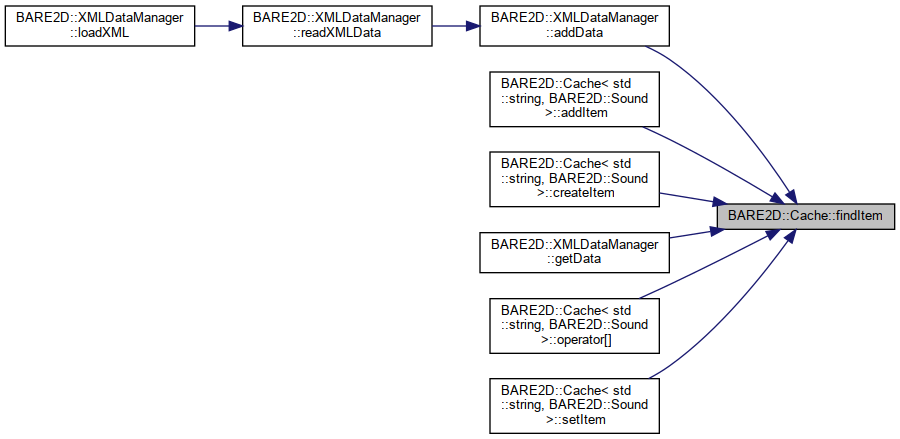 BARE2D::XMLDataManager
::loadXML
BARE2D::XMLDataManager
::readXMLData
BARE2D::XMLDataManager
::addData
BARE2D::Cache< std
::string, BARE2D::Sound
>::addItem
BARE2D::Cache< std
::string, BARE2D::Sound
>::createItem
BARE2D::Cache::findItem
BARE2D::XMLDataManager
::getData
BARE2D::Cache< std
::string, BARE2D::Sound
>::operator[]
BARE2D::Cache< std
::string, BARE2D::Sound
>::setItem